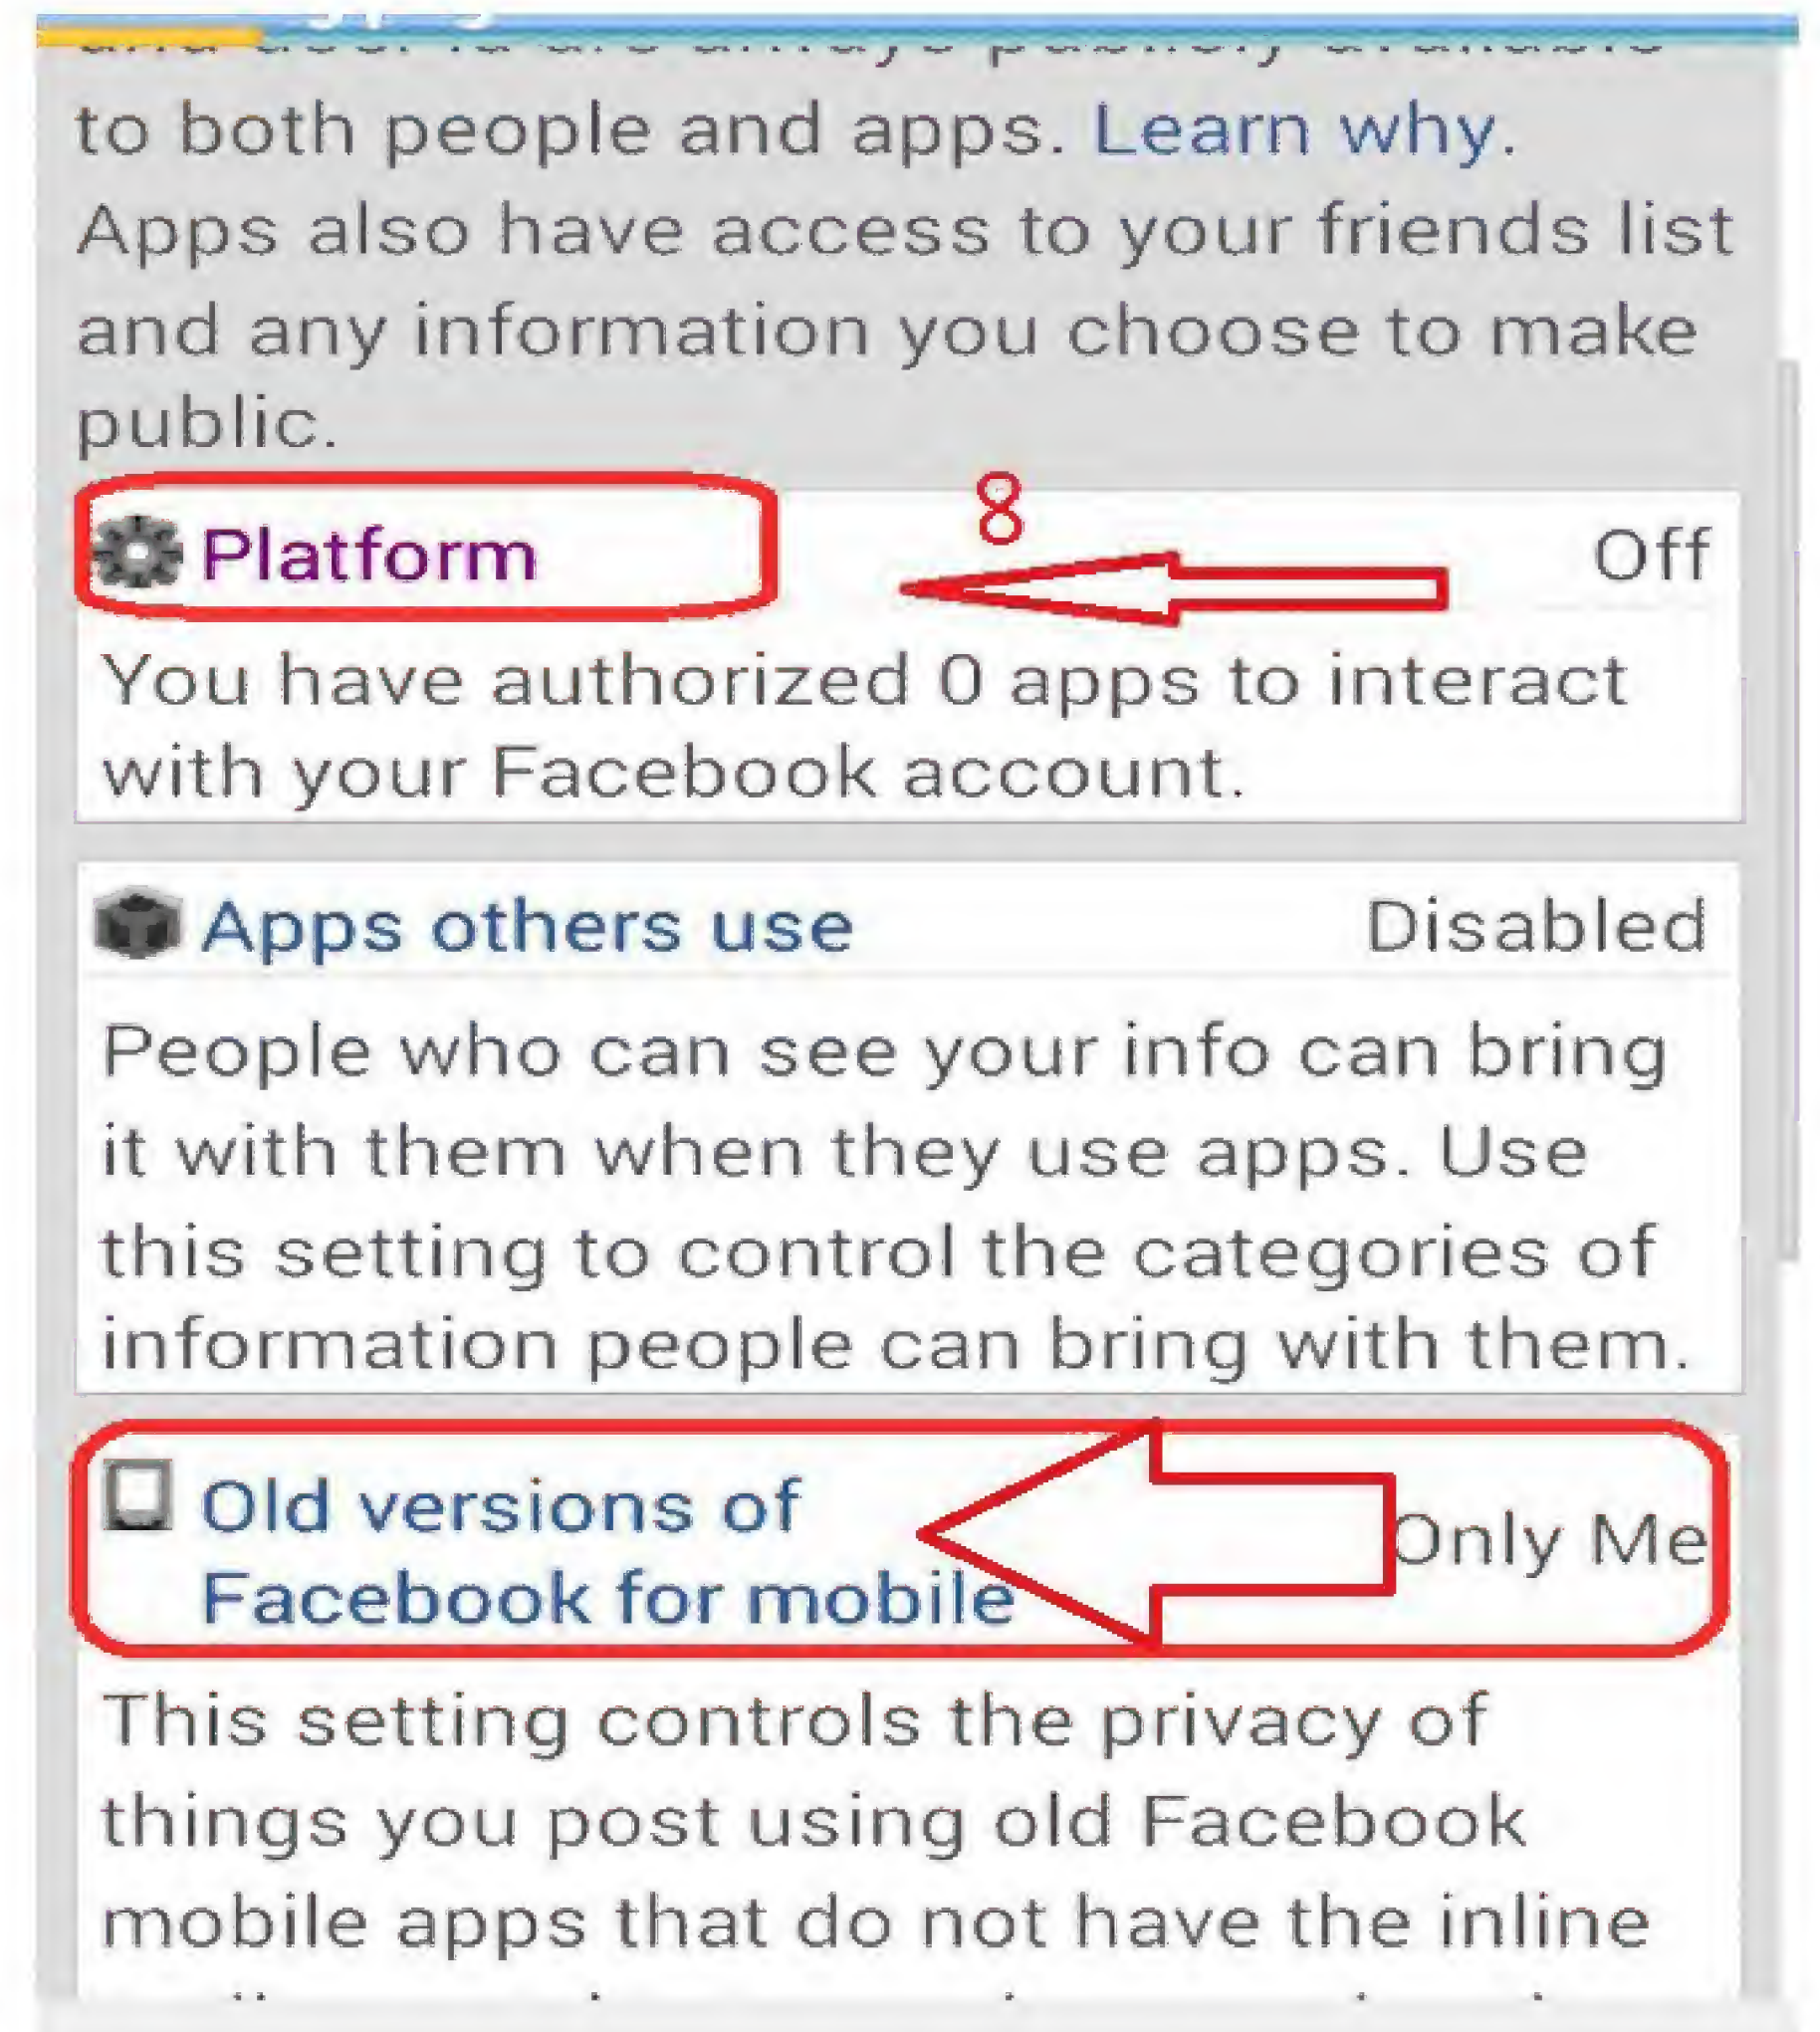 to both people and apps. Learn why.
Apps also have access to your friends list
and any information you choose to make
public.
Platform
8
Off
You have authorized 0 apps to interact
with your Facebook account.
Apps others use
Disabled
People who can see your info can bring
it with them when they use apps. Use
this setting to control the categories of
information people can bring with them.
Old versions of
Facebook for mobile
Only Me
This setting controls the privacy of
things you post using old Facebook
mobile apps that do not have the inline